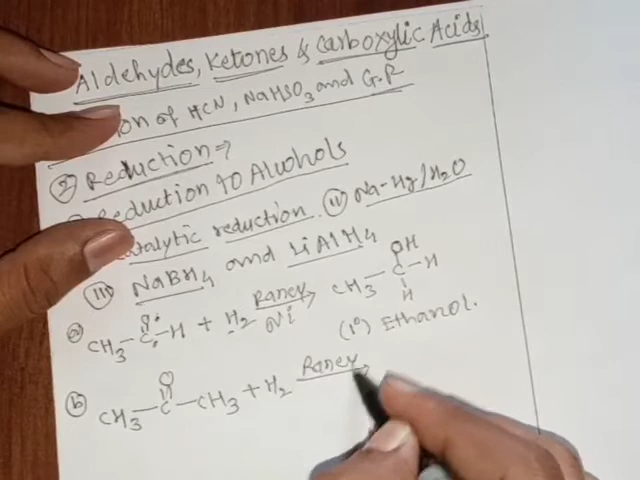 Aldehydes, Ketones & Carboxylic Acids
on of HCN, NaHSO3 and G.R
② Reduction ⇒
Reduction to Alcohols
atalytic reduction. (ii) Na-Hg/H2O
(iii) NaBH4 and LiAlH4
O OH
ⓐ CH3-C-H + H2 Raney Ni → CH3-C-H
H
(1°) Ethanol.
O
ⓑ CH3-C-CH3 + H2 Raney